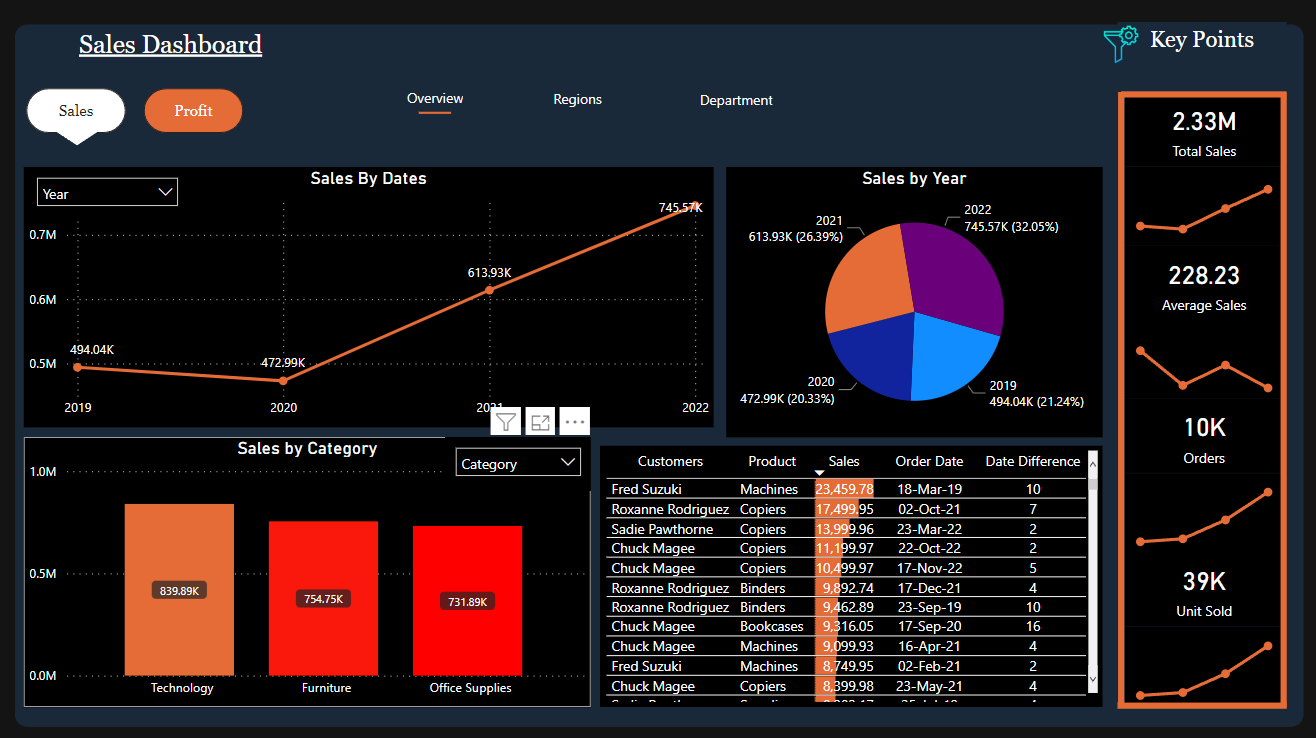 Sales Dashboard
Key Points
Sales
Profit
Overview
Regions
Department
Sales By Dates
Year
0.7M
0.6M
0.5M
494.04K
472.99K
613.93K
745.57K
2019
2020
2021
2022
Sales by Year
2021
613.93K (26.39%)
2022
745.57K (32.05%)
2020
472.99K (20.33%)
2019
494.04K (21.24%)
2.33M
Total Sales
228.23
Average Sales
10K
Orders
39K
Unit Sold
Sales by Category
Category
1.0M
0.5M
0.0M
839.89K
754.75K
731.89K
Technology
Furniture
Office Supplies
Customers Product Sales Order Date Date Difference
Fred Suzuki Machines 23,459.78 18-Mar-19 10
Roxanne Rodriguez Copiers 17,499.95 02-Oct-21 7
Sadie Pawthorne Copiers 13,999.96 23-Mar-22 2
Chuck Magee Copiers 11,199.97 22-Oct-22 2
Chuck Magee Copiers 10,499.97 17-Nov-22 5
Roxanne Rodriguez Binders 9,892.74 17-Dec-21 4
Roxanne Rodriguez Binders 9,462.89 23-Sep-19 10
Chuck Magee Bookcases 9,316.05 17-Sep-20 16
Chuck Magee Machines 9,099.93 16-Apr-21 4
Fred Suzuki Machines 8,749.95 02-Feb-21 2
Chuck Magee Copiers 8,399.98 23-May-21 4